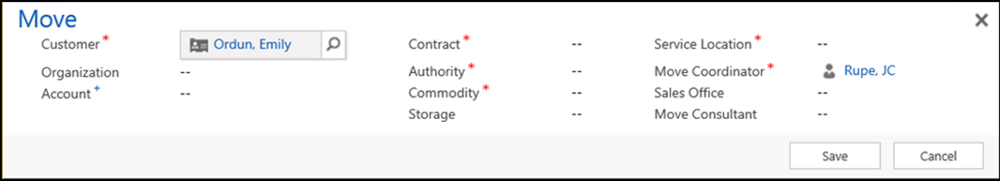 Move
Customer * Ordun, Emily Contract * -- Service Location * --
Organization -- Authority * -- Move Coordinator * Rupe, JC
Account + -- Commodity * -- Sales Office --
Storage -- Move Consultant --
Save Cancel